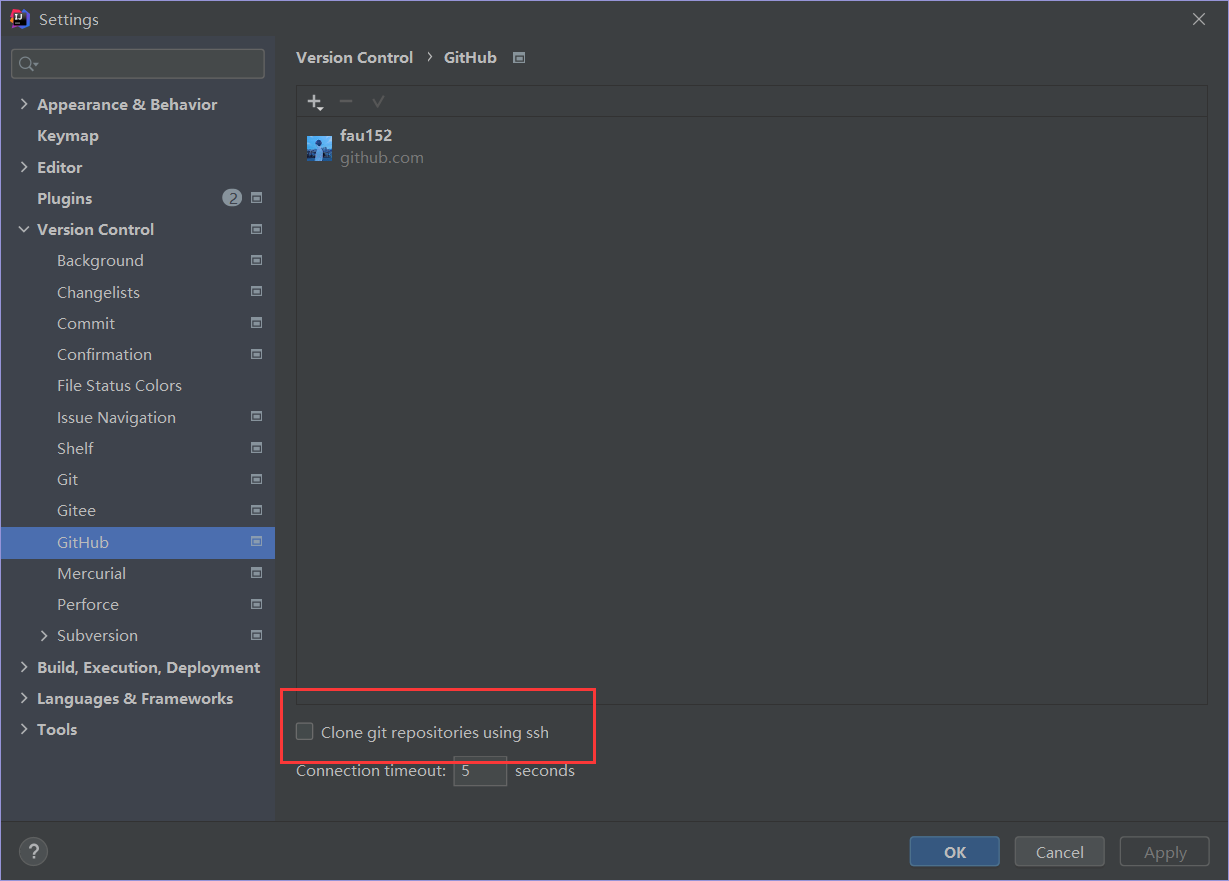 Settings
Version Control › GitHub
Appearance & Behavior
Keymap
Editor
Plugins 2
Version Control
Background
Changelists
Commit
Confirmation
File Status Colors
Issue Navigation
Shelf
Git
Gitee
GitHub
Mercurial
Perforce
Subversion
Build, Execution, Deployment
Languages & Frameworks
Tools
fau152
github.com
Clone git repositories using ssh
Connection timeout: 5 seconds
?
OK Cancel Apply